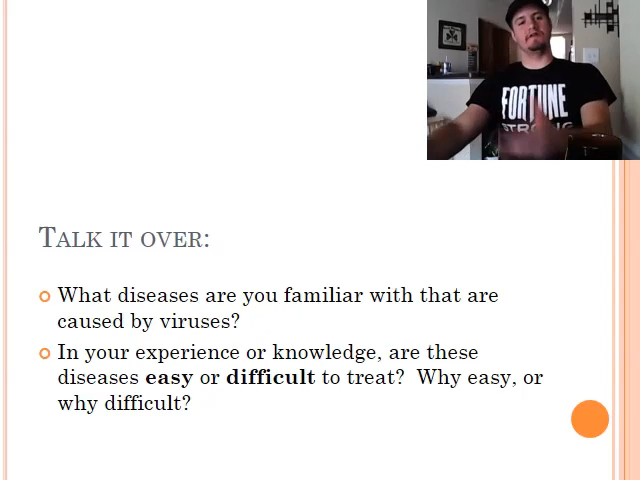 FORTUNE
STRONG
TALK IT OVER:
What diseases are you familiar with that are
caused by viruses?
In your experience or knowledge, are these
diseases easy or difficult to treat? Why easy, or
why difficult?